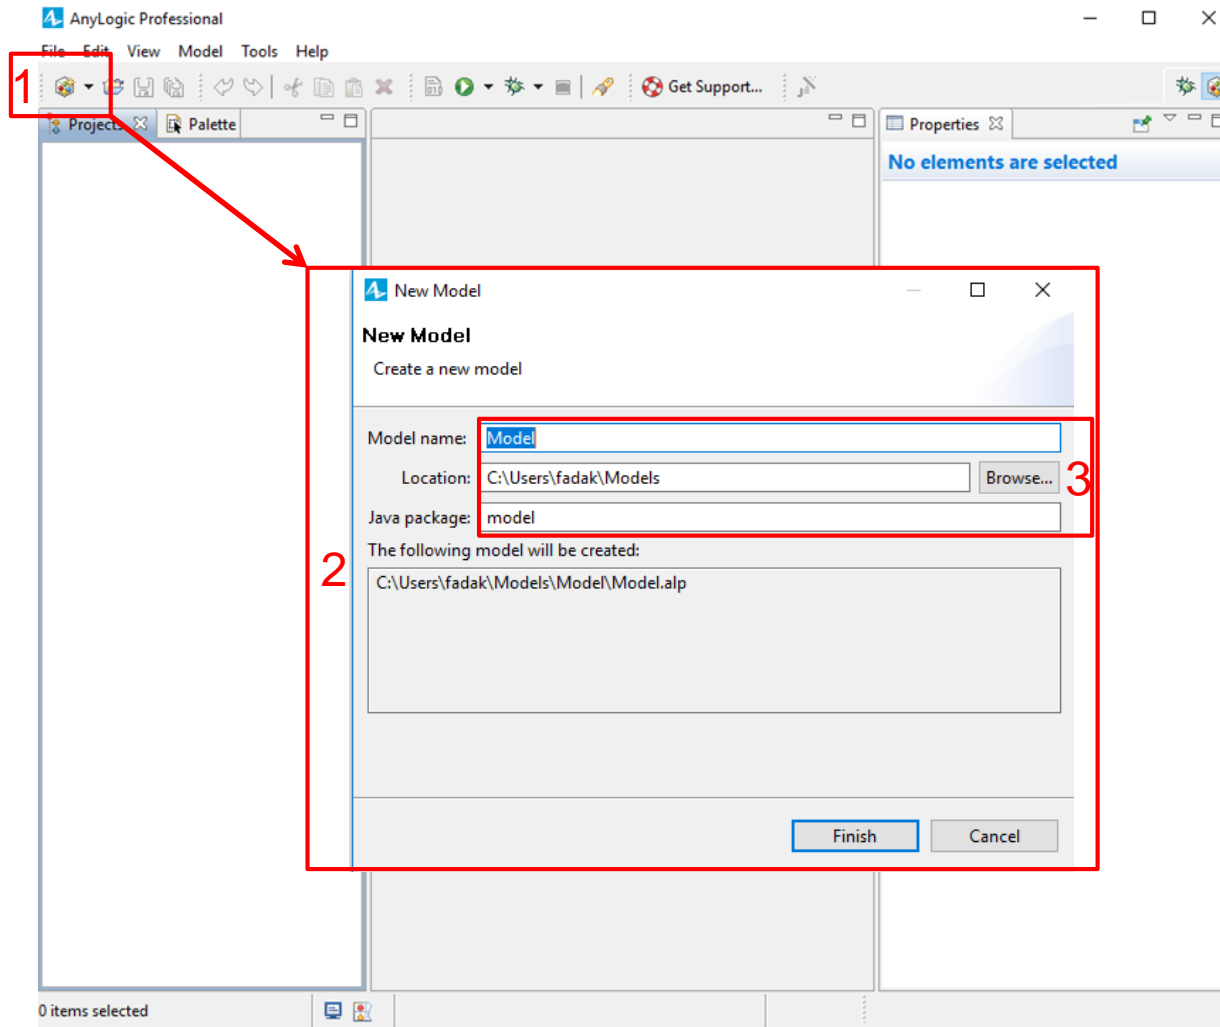 AnyLogic Professional
File Edit View Model Tools Help
1
Get Support...
Projects Palette
Properties
No elements are selected
New Model
New Model
Create a new model
Model name: Model
Location: C:\Users\fadak\Models Browse... 3
Java package: model
The following model will be created:
2
C:\Users\fadak\Models\Model\Model.alp
Finish Cancel
0 items selected